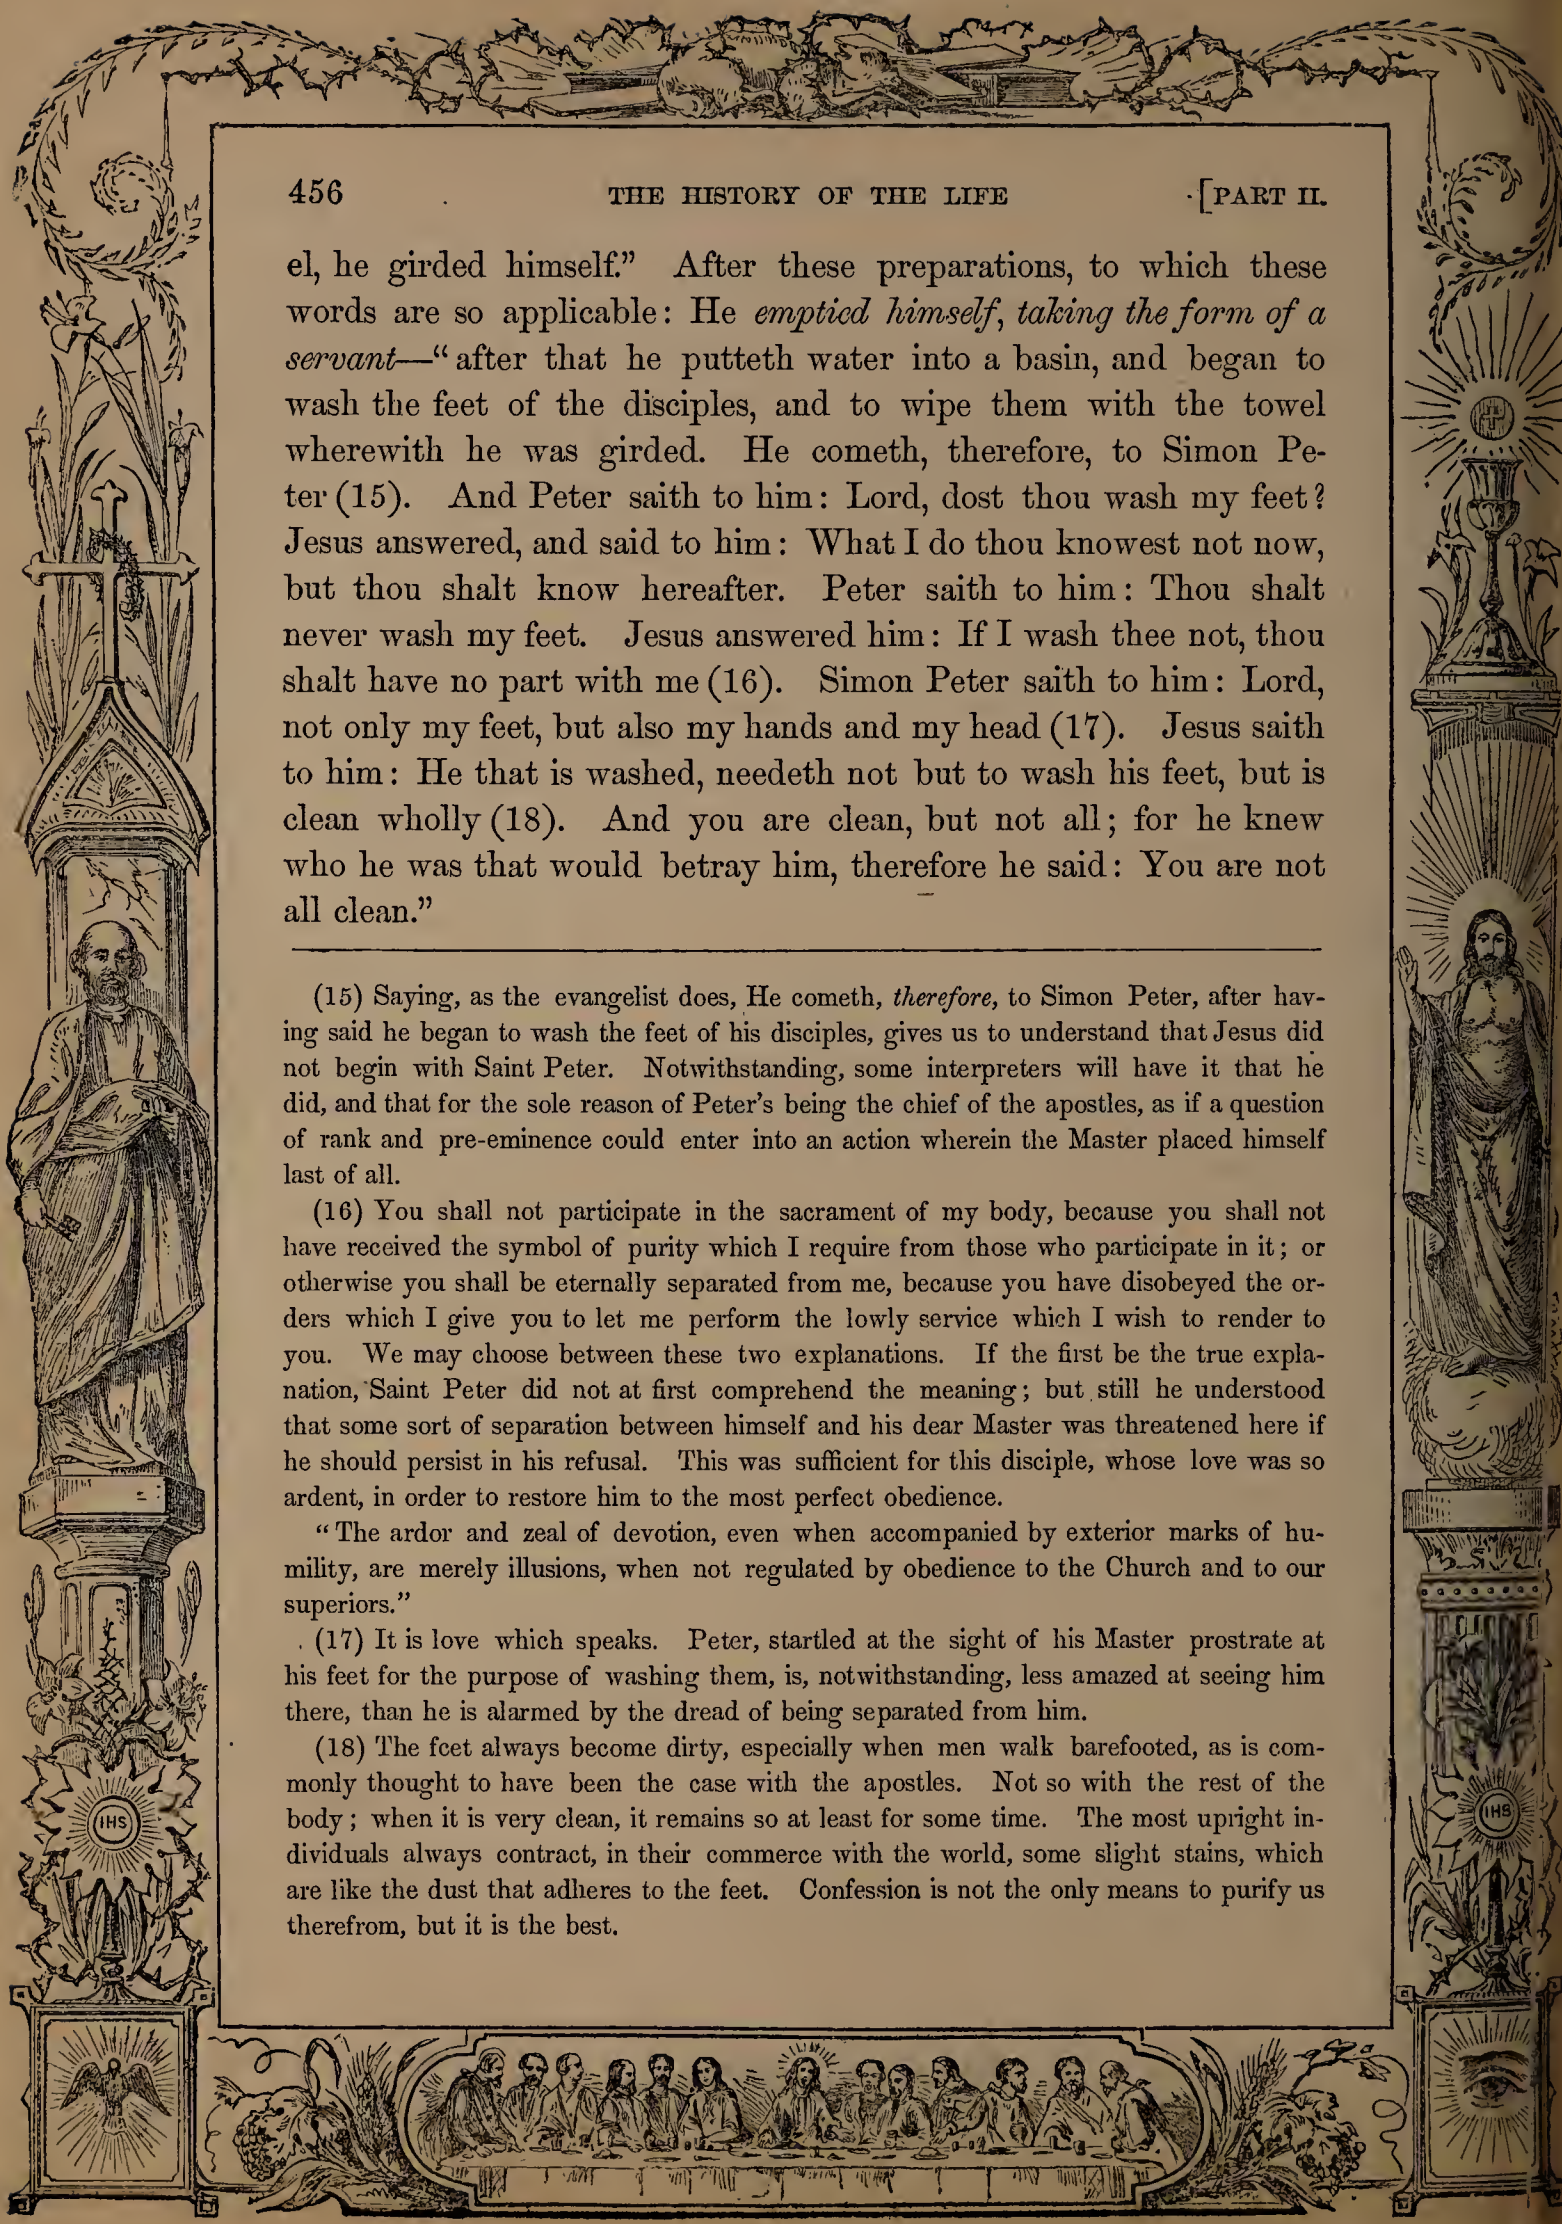 456 THE HISTORY OF THE LIFE [PART II.
el, he girded himself.” After these preparations, to which these
words are so applicable: He emptied himself, taking the form of a
servant—“after that he putteth water into a basin, and began to
wash the feet of the disciples, and to wipe them with the towel
wherewith he was girded. He cometh, therefore, to Simon Pe-
ter (15). And Peter saith to him: Lord, dost thou wash my feet?
Jesus answered, and said to him: What I do thou knowest not now,
but thou shalt know hereafter. Peter saith to him: Thou shalt
never wash my feet. Jesus answered him: If I wash thee not, thou
shalt have no part with me (16). Simon Peter saith to him: Lord,
not only my feet, but also my hands and my head (17). Jesus saith
to him: He that is washed, needeth not but to wash his feet, but is
clean wholly (18). And you are clean, but not all; for he knew
who he was that would betray him, therefore he said: You are not
all clean.”
(15) Saying, as the evangelist does, He cometh, therefore, to Simon Peter, after hav-
ing said he began to wash the feet of his disciples, gives us to understand that Jesus did
not begin with Saint Peter. Notwithstanding, some interpreters will have it that he
did, and that for the sole reason of Peter’s being the chief of the apostles, as if a question
of rank and pre-eminence could enter into an action wherein the Master placed himself
last of all.
(16) You shall not participate in the sacrament of my body, because you shall not
have received the symbol of purity which I require from those who participate in it; or
otherwise you shall be eternally separated from me, because you have disobeyed the or-
ders which I give you to let me perform the lowly service which I wish to render to
you. We may choose between these two explanations. If the first be the true expla-
nation, Saint Peter did not at first comprehend the meaning; but still he understood
that some sort of separation between himself and his dear Master was threatened here if
he should persist in his refusal. This was sufficient for this disciple, whose love was so
ardent, in order to restore him to the most perfect obedience.
“The ardor and zeal of devotion, even when accompanied by exterior marks of hu-
mility, are merely illusions, when not regulated by obedience to the Church and to our
superiors.”
(17) It is love which speaks. Peter, startled at the sight of his Master prostrate at
his feet for the purpose of washing them, is, notwithstanding, less amazed at seeing him
there, than he is alarmed by the dread of being separated from him.
(18) The feet always become dirty, especially when men walk barefooted, as is com-
monly thought to have been the case with the apostles. Not so with the rest of the
body; when it is very clean, it remains so at least for some time. The most upright in-
dividuals always contract, in their commerce with the world, some slight stains, which
are like the dust that adheres to the feet. Confession is not the only means to purify us
therefrom, but it is the best.
IHS
IHS